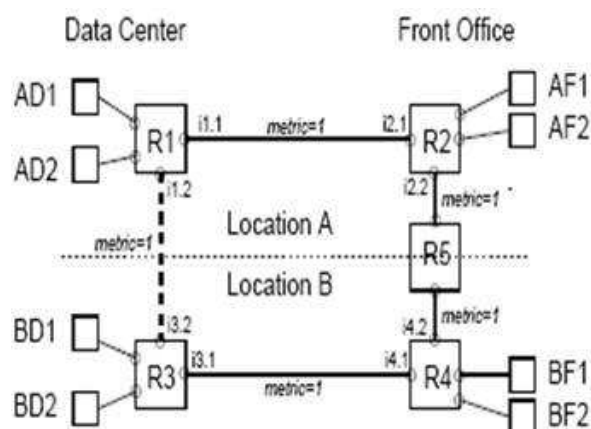 Data Center Front Office
AD1
AD2
R1
i1.1
metric=1
i2.1
R2
AF1
AF2
i1.2
i2.2
metric=1
Location A
metric=1
R5
Location B
BD1
BD2
i3.2
R3
i3.1
metric=1
i4.2
metric=1
i4.1
R4
BF1
BF2